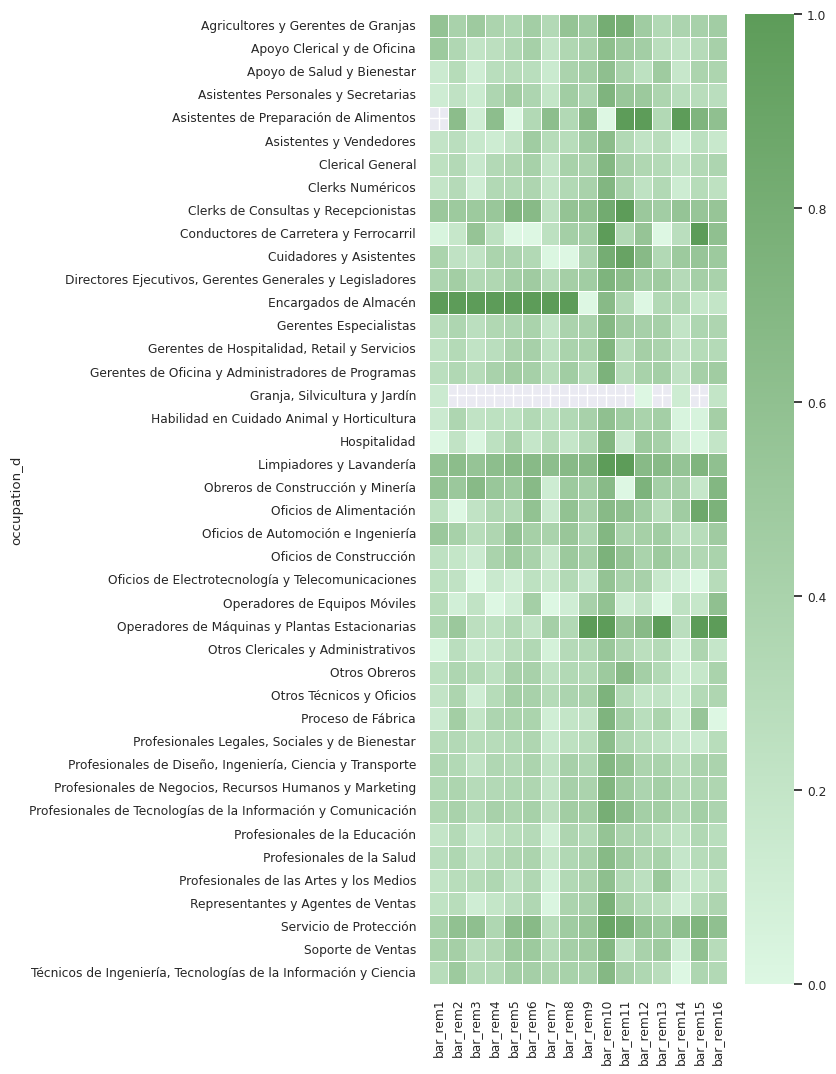 occupation_d
Agricultores y Gerentes de Granjas
Apoyo Clerical y de Oficina
Apoyo de Salud y Bienestar
Asistentes Personales y Secretarias
Asistentes de Preparación de Alimentos
Asistentes y Vendedores
Clerical General
Clerks Numéricos
Clerks de Consultas y Recepcionistas
Conductores de Carretera y Ferrocarril
Cuidadores y Asistentes
Directores Ejecutivos, Gerentes Generales y Legisladores
Encargados de Almacén
Gerentes Especialistas
Gerentes de Hospitalidad, Retail y Servicios
Gerentes de Oficina y Administradores de Programas
Granja, Silvicultura y Jardín
Habilidad en Cuidado Animal y Horticultura
Hospitalidad
Limpiadores y Lavandería
Obreros de Construcción y Minería
Oficios de Alimentación
Oficios de Automoción e Ingeniería
Oficios de Construcción
Oficios de Electrotecnología y Telecomunicaciones
Operadores de Equipos Móviles
Operadores de Máquinas y Plantas Estacionarias
Otros Clericales y Administrativos
Otros Obreros
Otros Técnicos y Oficios
Proceso de Fábrica
Profesionales Legales, Sociales y de Bienestar
Profesionales de Diseño, Ingeniería, Ciencia y Transporte
Profesionales de Negocios, Recursos Humanos y Marketing
Profesionales de Tecnologías de la Información y Comunicación
Profesionales de la Educación
Profesionales de la Salud
Profesionales de las Artes y los Medios
Representantes y Agentes de Ventas
Servicio de Protección
Soporte de Ventas
Técnicos de Ingeniería, Tecnologías de la Información y Ciencia
bar_rem1
bar_rem2
bar_rem3
bar_rem4
bar_rem5
bar_rem6
bar_rem7
bar_rem8
bar_rem9
bar_rem10
bar_rem11
bar_rem12
bar_rem13
bar_rem14
bar_rem15
bar_rem16
1.0
0.8
0.6
0.4
0.2
0.0